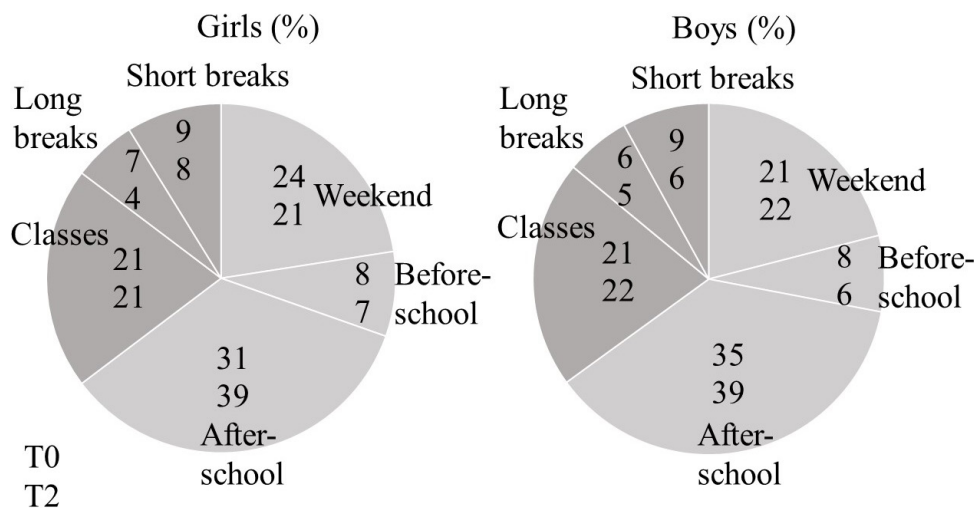 Girls (%)
Short breaks
Long
breaks
9
8
7
4
24
21
Weekend
Classes
21
21
8
7
Before-
school
31
39
After-
school
T0
T2
Boys (%)
Short breaks
Long
breaks
9
6
6
5
21
22
Weekend
Classes
21
22
8
6
Before-
school
35
39
After-
school